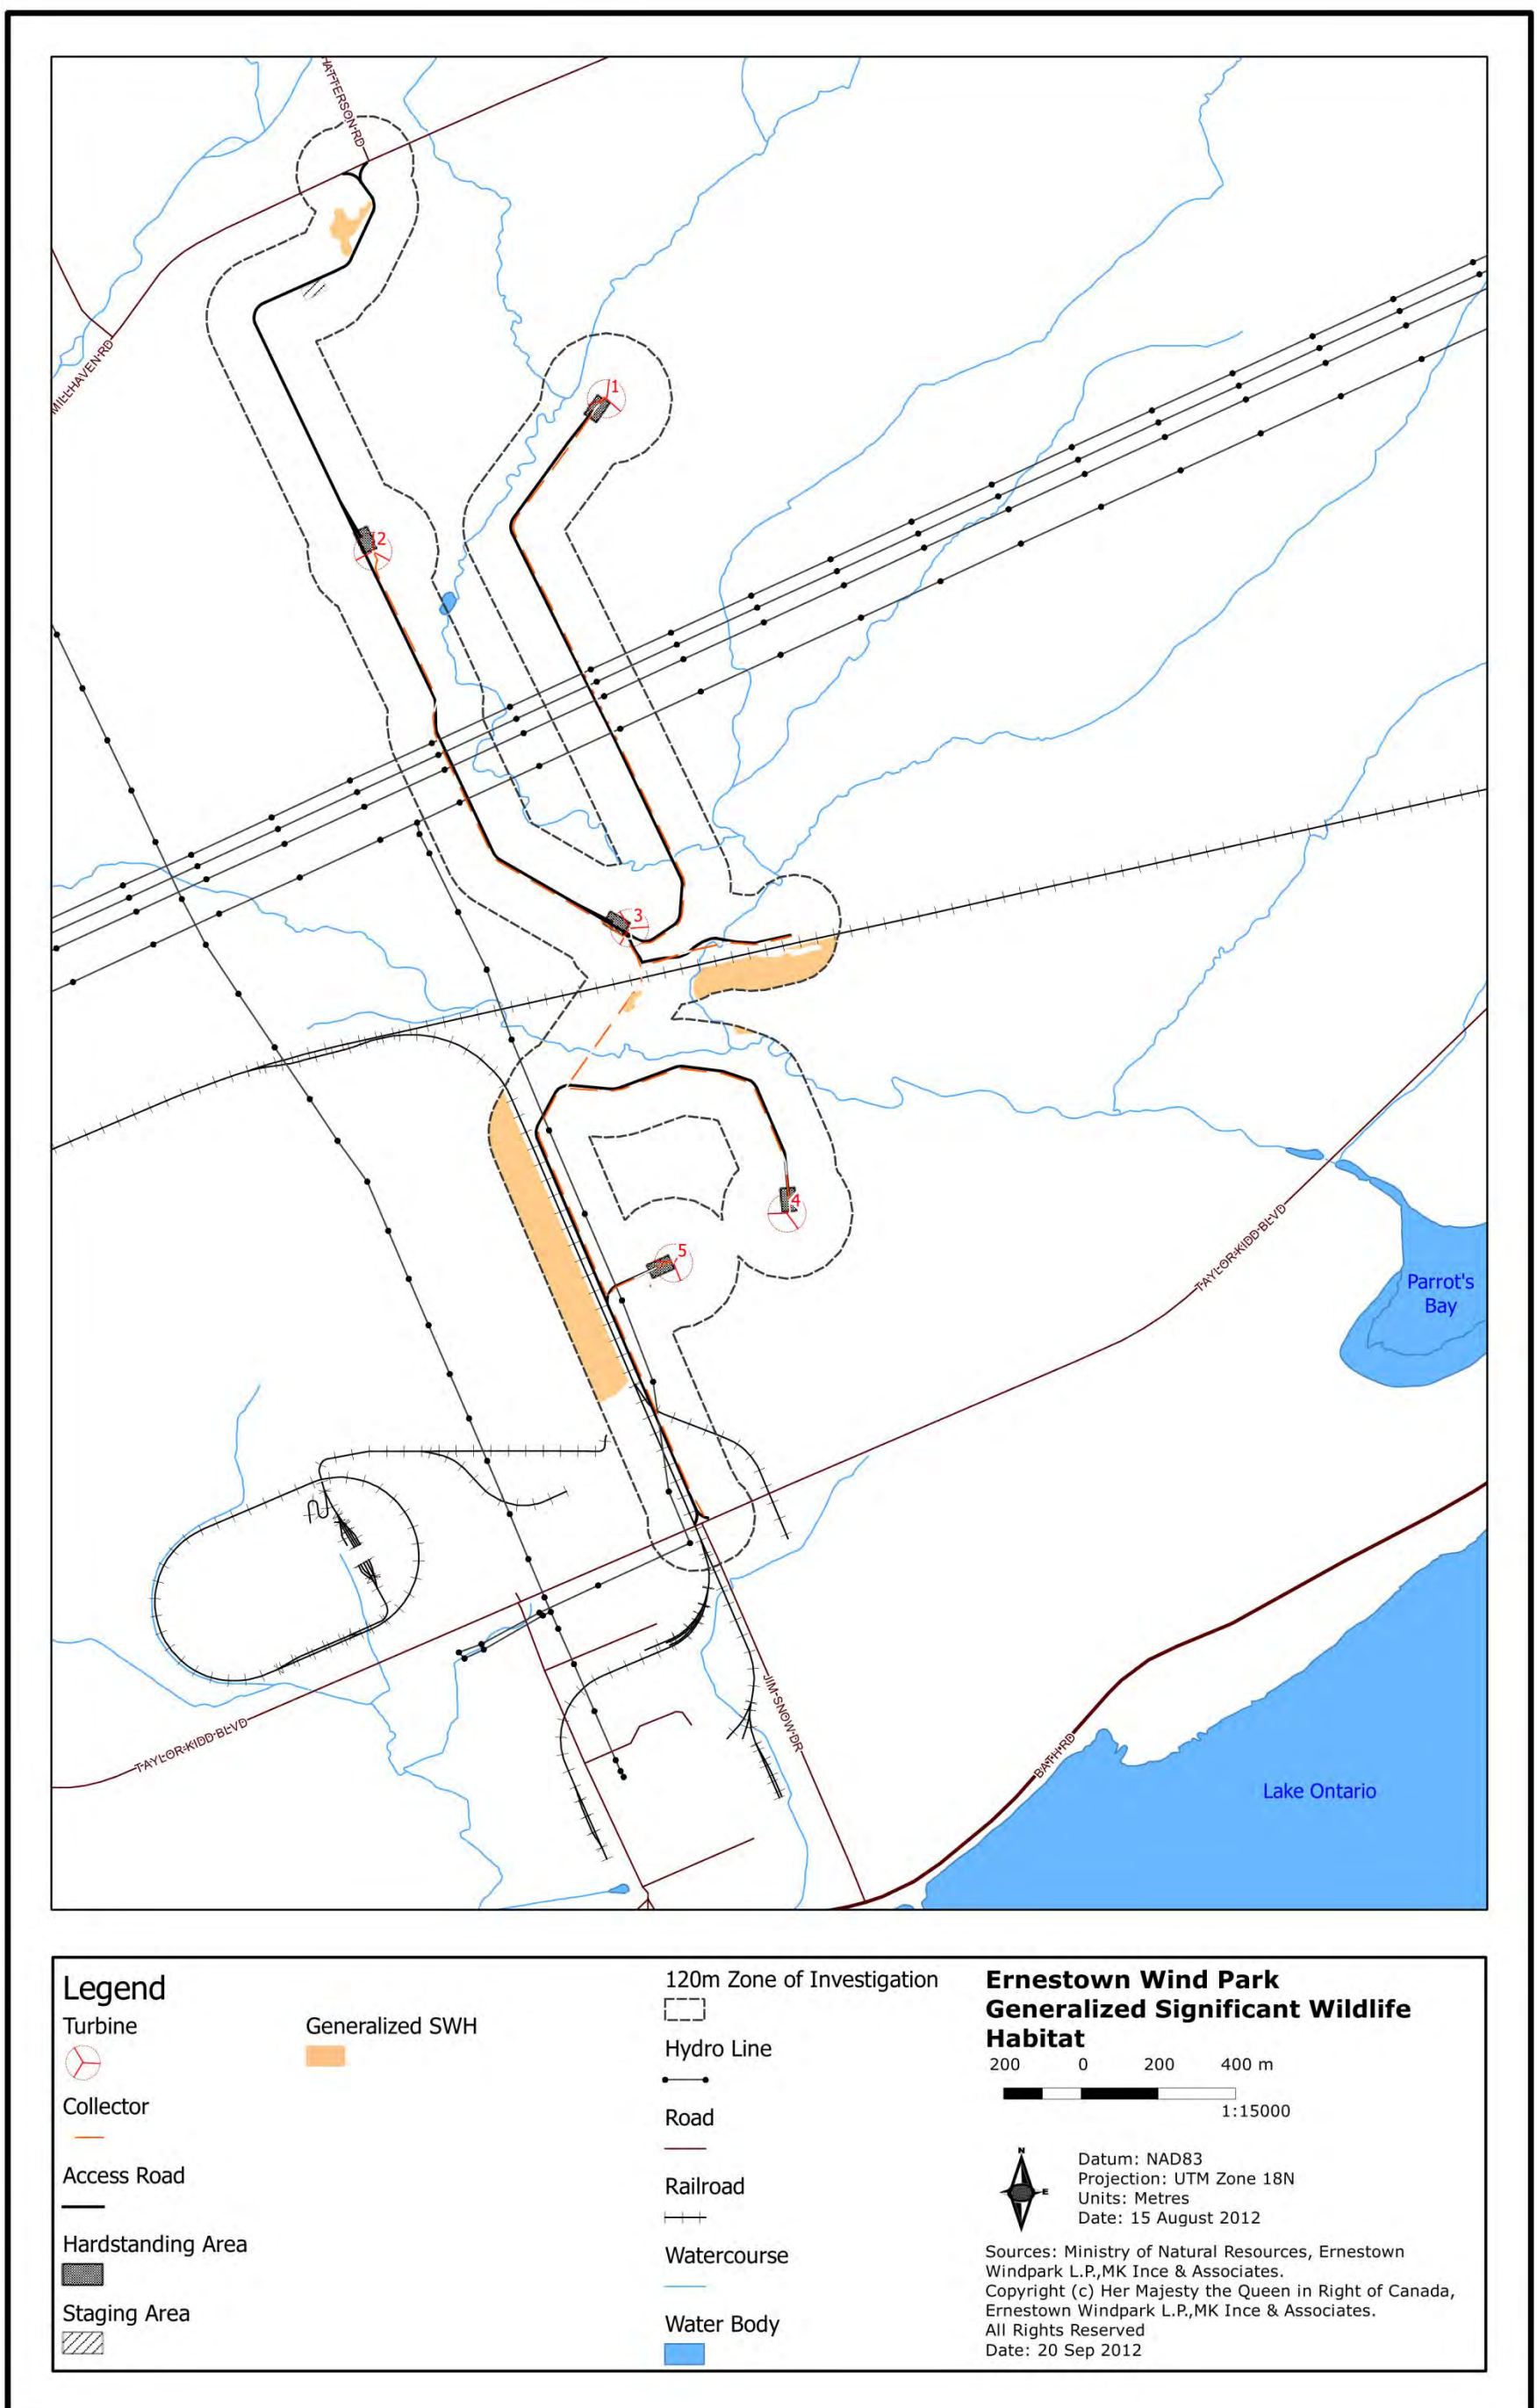 HATTERSON RD
MILLHAVEN RD
1
2
3
4
5
TAYLOR-KIDD BLVD
Parrot's
Bay
JIM SNOW DR
TAYLOR-KIDD BLVD
BATH RD
Lake Ontario
Legend
Turbine
Collector
Access Road
Hardstanding Area
Staging Area
Generalized SWH
120m Zone of Investigation
Hydro Line
Road
Railroad
Watercourse
Water Body
Ernestown Wind Park
Generalized Significant Wildlife
Habitat
200 0 200 400 m
1:15000
N
E
Datum: NAD83
Projection: UTM Zone 18N
Units: Metres
Date: 15 August 2012
Sources: Ministry of Natural Resources, Ernestown
Windpark L.P.,MK Ince & Associates.
Copyright (c) Her Majesty the Queen in Right of Canada,
Ernestown Windpark L.P.,MK Ince & Associates.
All Rights Reserved
Date: 20 Sep 2012